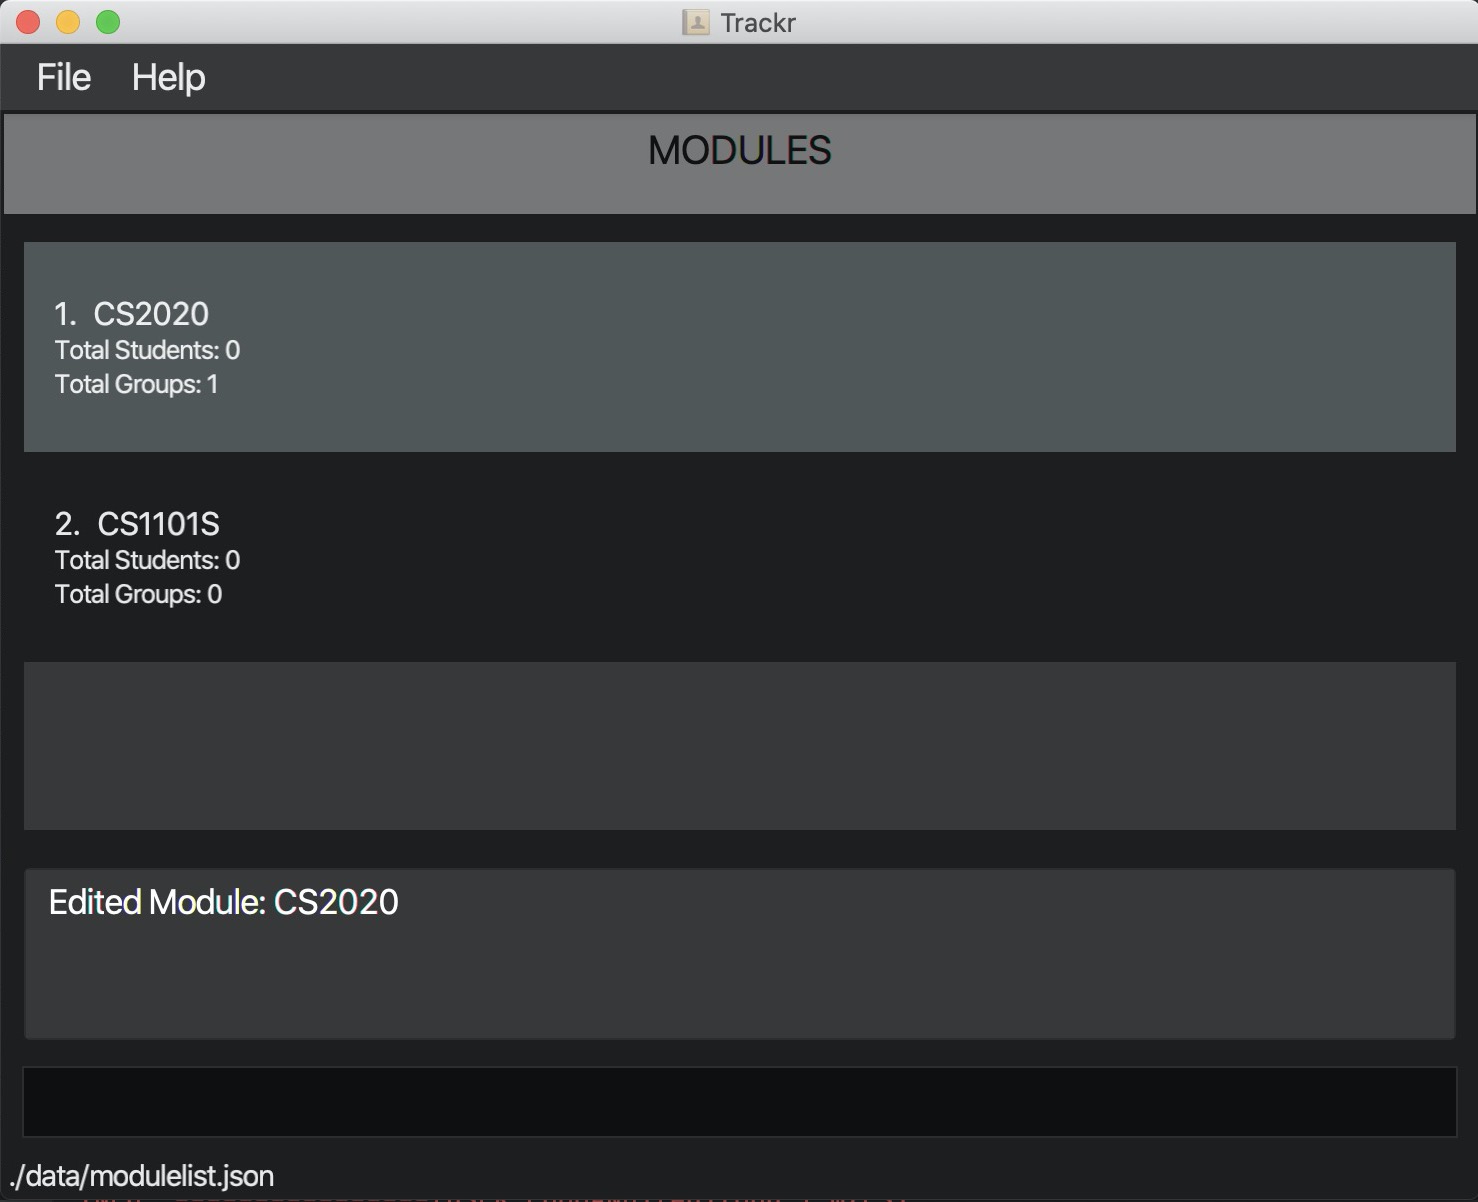 Trackr
File Help
MODULES
1. CS2020
Total Students: 0
Total Groups: 1
2. CS1101S
Total Students: 0
Total Groups: 0
Edited Module: CS2020
./data/modulelist.json